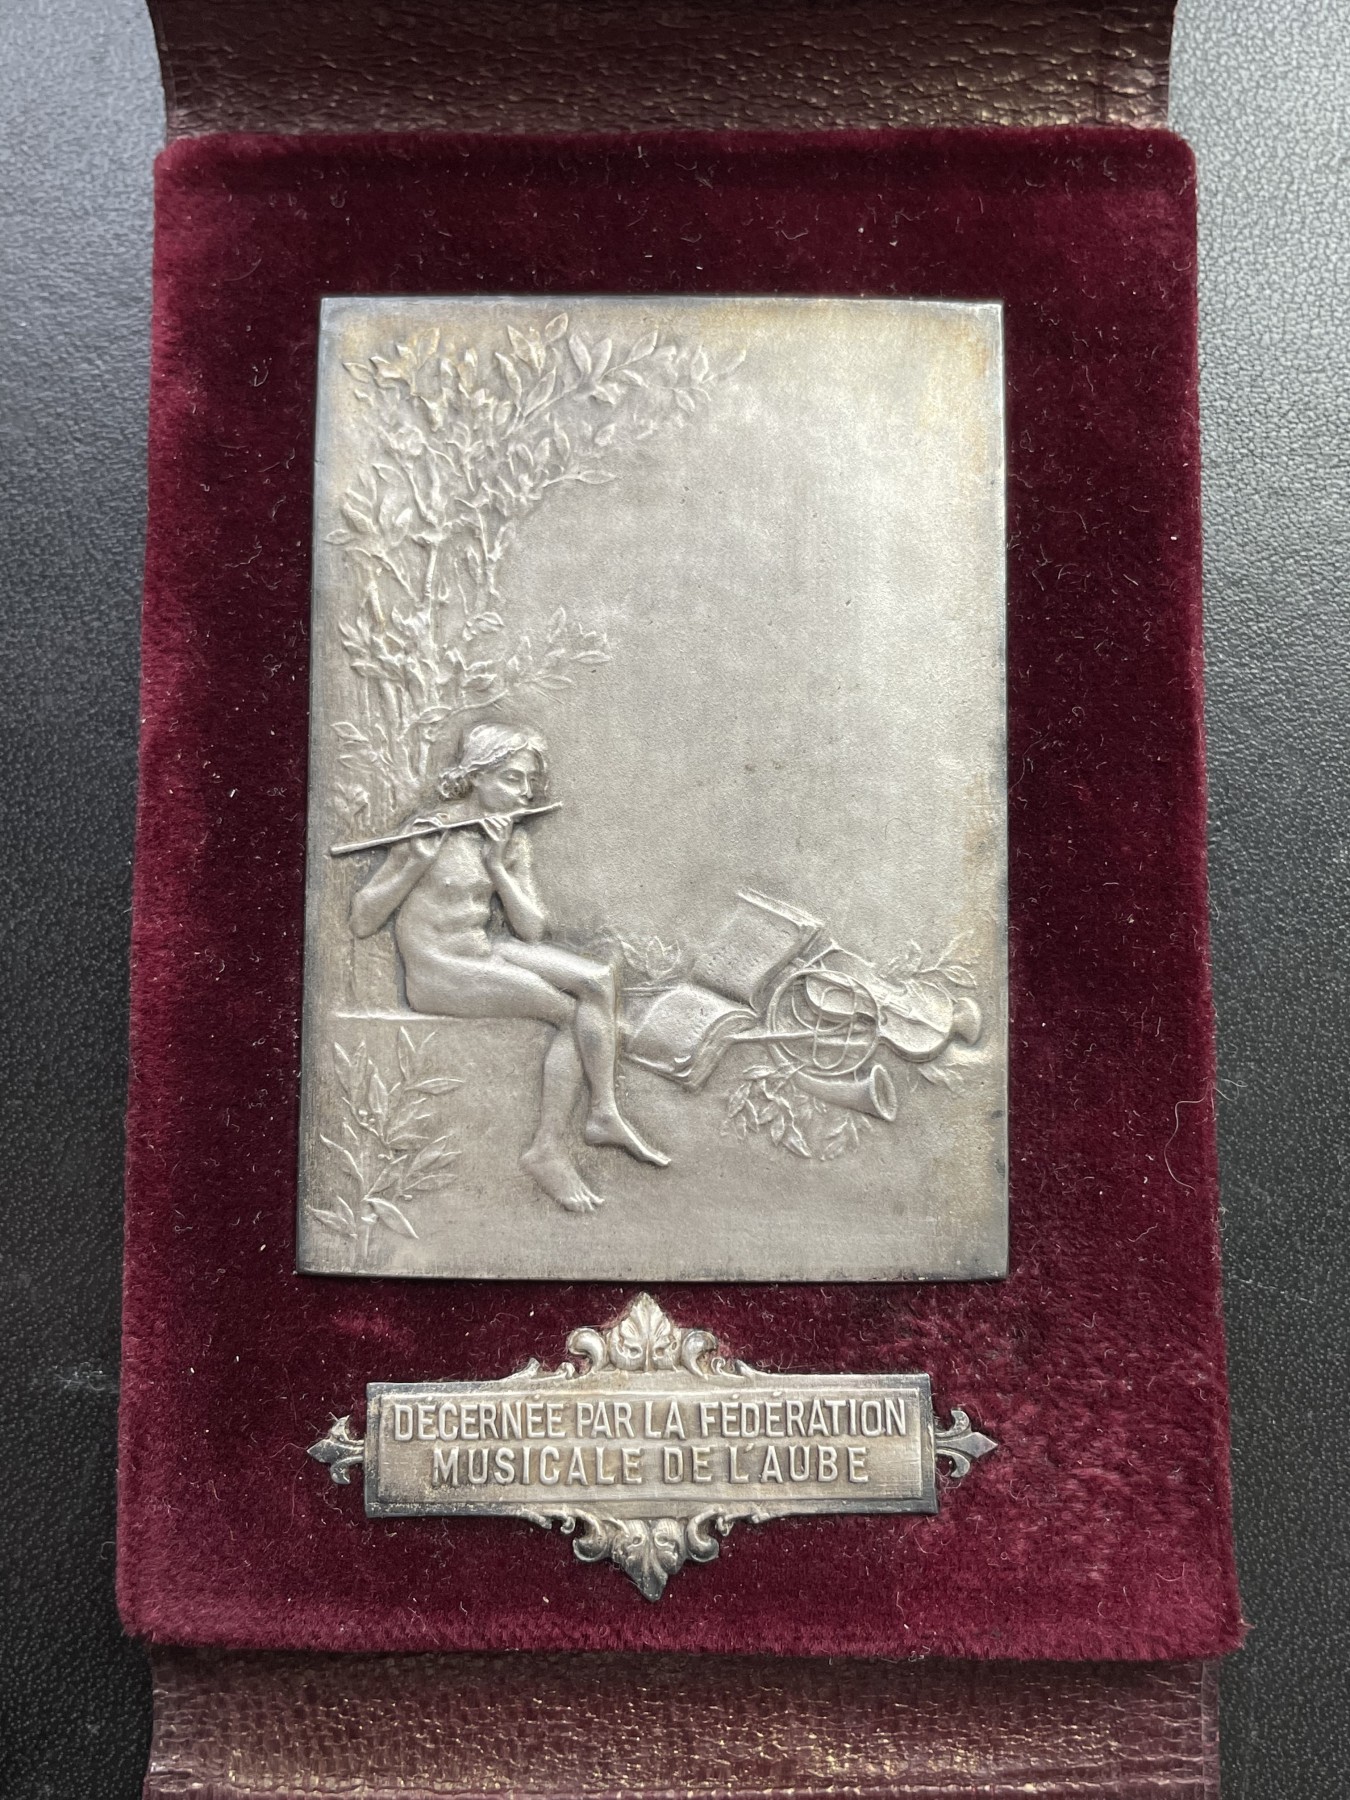 DÉCERNÉE PAR LA FÉDÉRATION
MUSICALE DE L'AUBE